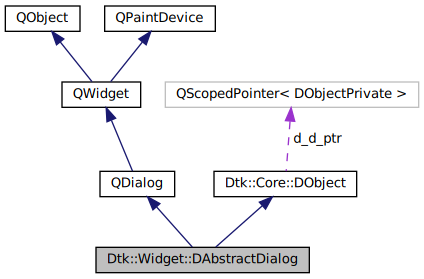 QObject
QPaintDevice
QWidget
QScopedPointer< DObjectPrivate >
d_d_ptr
QDialog
Dtk::Core::DObject
Dtk::Widget::DAbstractDialog